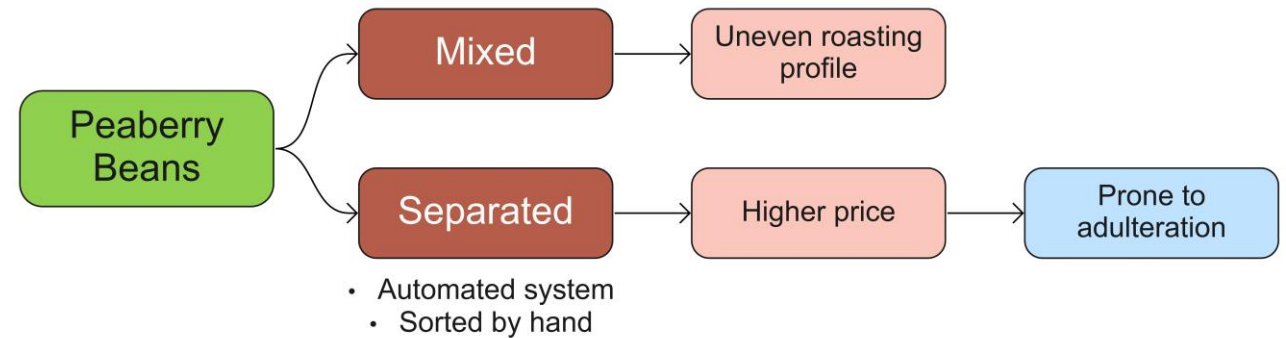 Peaberry
Beans
Mixed
Uneven roasting
profile
Separated
Higher price
Prone to
adulteration
• Automated system
• Sorted by hand